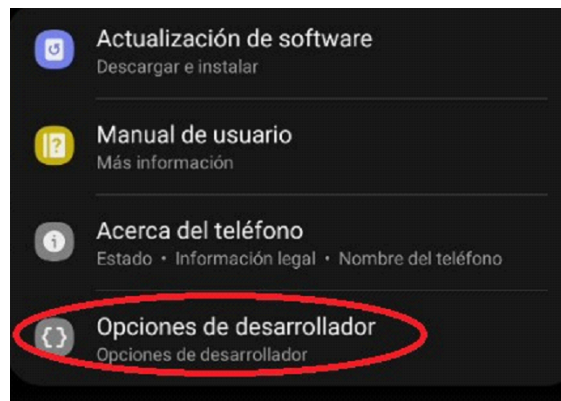 Actualización de software
Descargar e instalar
Manual de usuario
Más información
Acerca del teléfono
Estado • Información legal • Nombre del teléfono
Opciones de desarrollador
Opciones de desarrollador